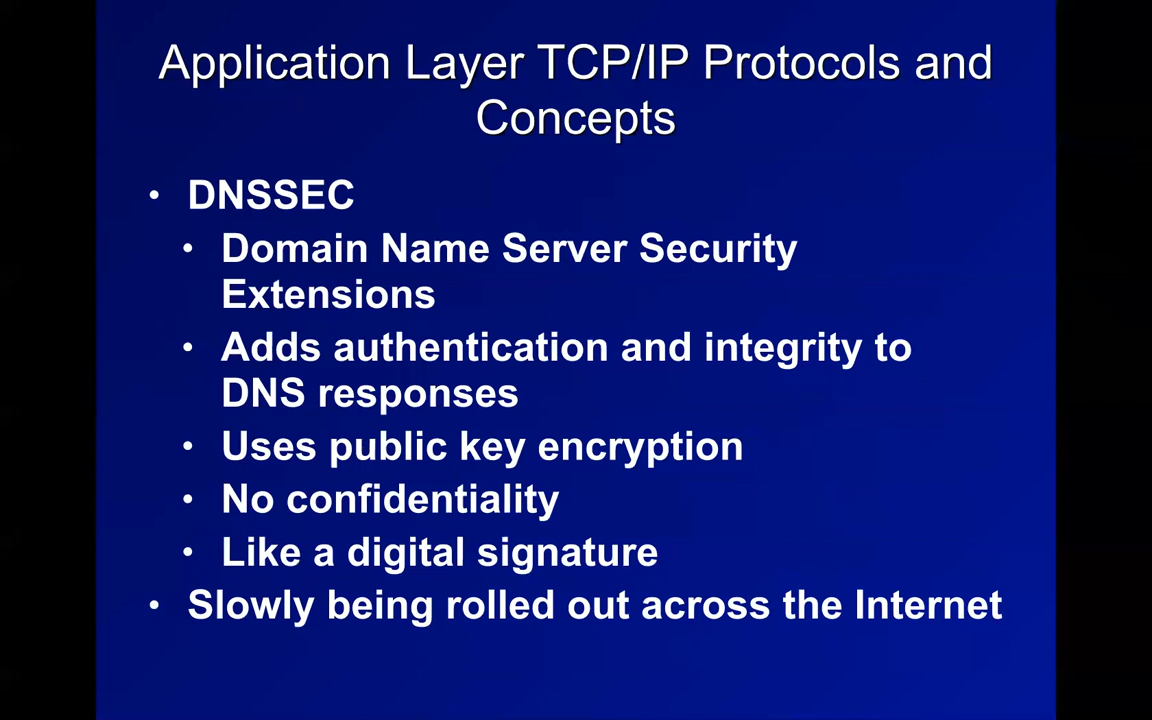 Application Layer TCP/IP Protocols and
Concepts
• DNSSEC
• Domain Name Server Security
Extensions
• Adds authentication and integrity to
DNS responses
• Uses public key encryption
• No confidentiality
• Like a digital signature
• Slowly being rolled out across the Internet